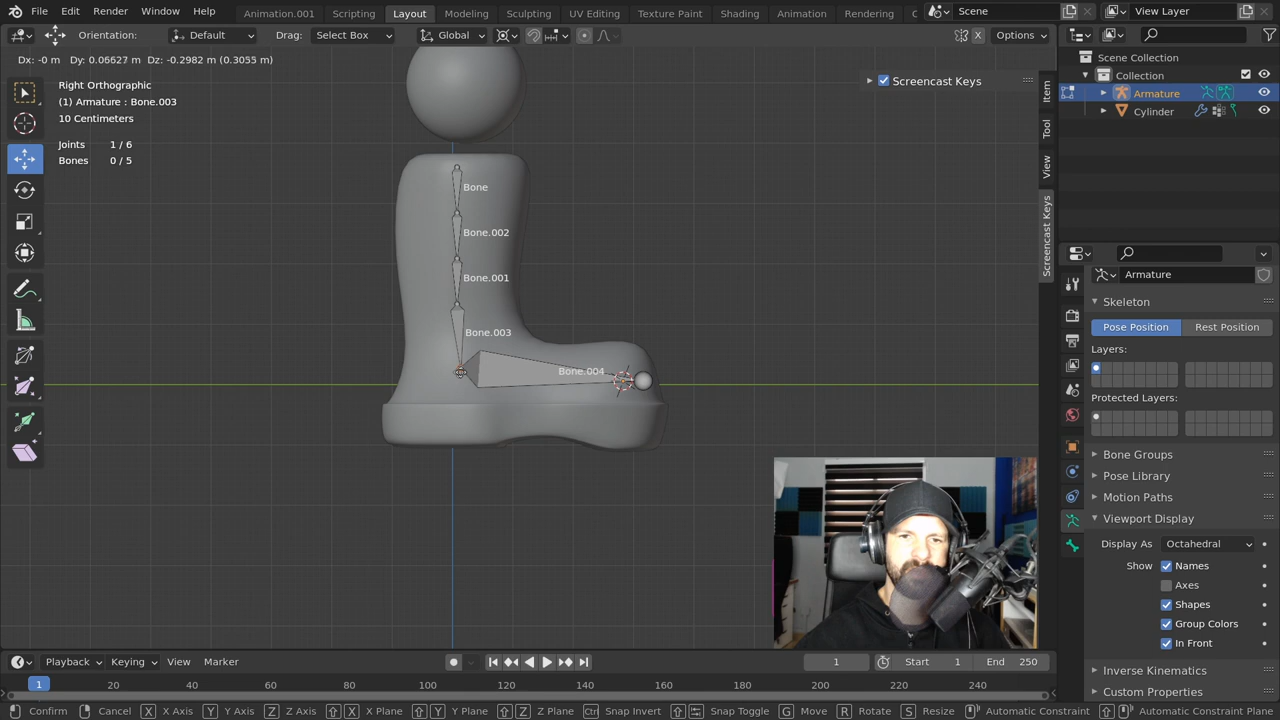 File Edit Render Window Help Animation.001 Scripting Layout Modeling Sculpting UV Editing Texture Paint Shading Animation Rendering Scene View Layer
Orientation: Default Drag: Select Box Global X Options
Dx: -0 m Dy: 0.06627 m Dz: -0.2982 m (0.3055 m)
Right Orthographic
(1) Armature : Bone.003
10 Centimeters
Joints 1 / 6
Bones 0 / 5
Screencast Keys
Item
Tool
View
Screencast Keys
Bone
Bone.002
Bone.001
Bone.003
Bone.004
Scene Collection
Collection
Armature
Cylinder
Armature
Skeleton
Pose Position Rest Position
Layers:
Protected Layers:
Bone Groups
Pose Library
Motion Paths
Viewport Display
Display As Octahedral
Show Names
Axes
Shapes
Group Colors
In Front
Inverse Kinematics
Custom Properties
Playback Keying View Marker 1 Start 1 End 250
1 20 40 60 80 100 120 140 160 180 200 220 240
Confirm Cancel X X Axis Y Y Axis Z Z Axis X X Plane Y Y Plane Z Z Plane Ctrl Snap Invert Snap Toggle G Move R Rotate S Resize Automatic Constraint Automatic Constraint Plane